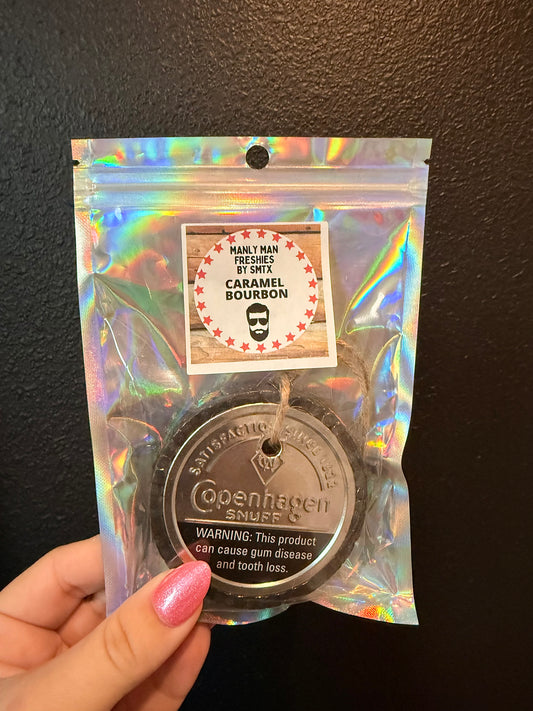 MANLY MAN
FRESHIES
BY SMTX
CARAMEL
BOURBON
SATISFACTION SINCE 1822
Copenhagen
SNUFF
WARNING: This product
can cause gum disease
and tooth loss.